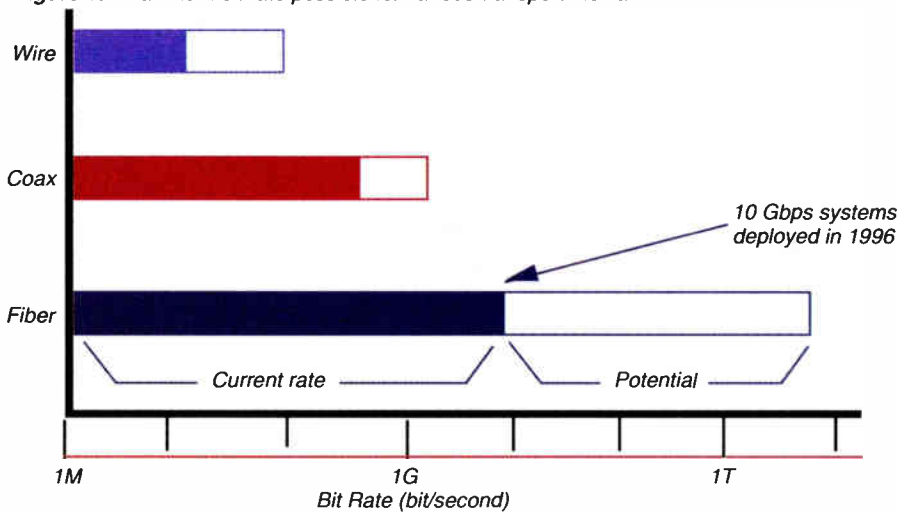 Wire
Coax
10 Gbps systems
deployed in 1996
Fiber
Current rate
Potential
1M
1G
1T
Bit Rate (bit/second)